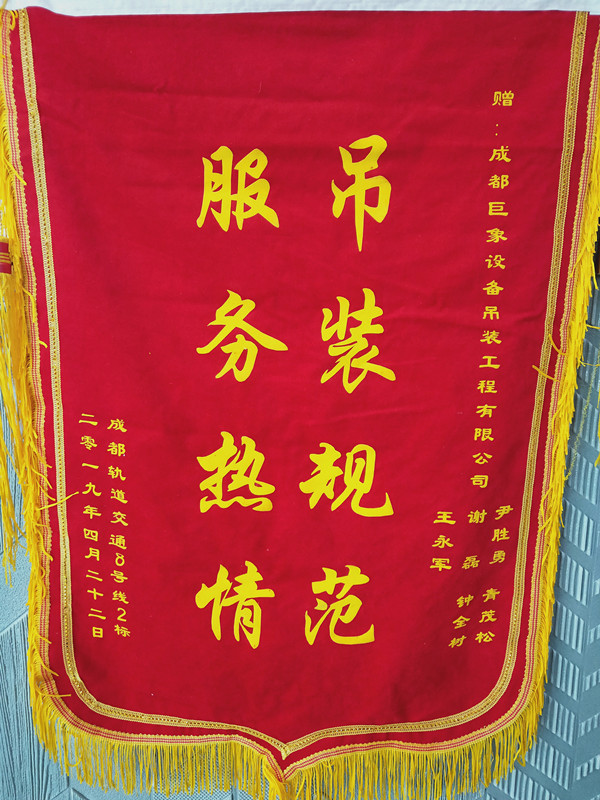 赠:成都巨象设备吊装工程有限公司
尹胜勇 青茂松
谢磊 钟全材
王永军
吊装规范
服务热情
成都轨道交通8号线2标
二零一九年四月二十二日